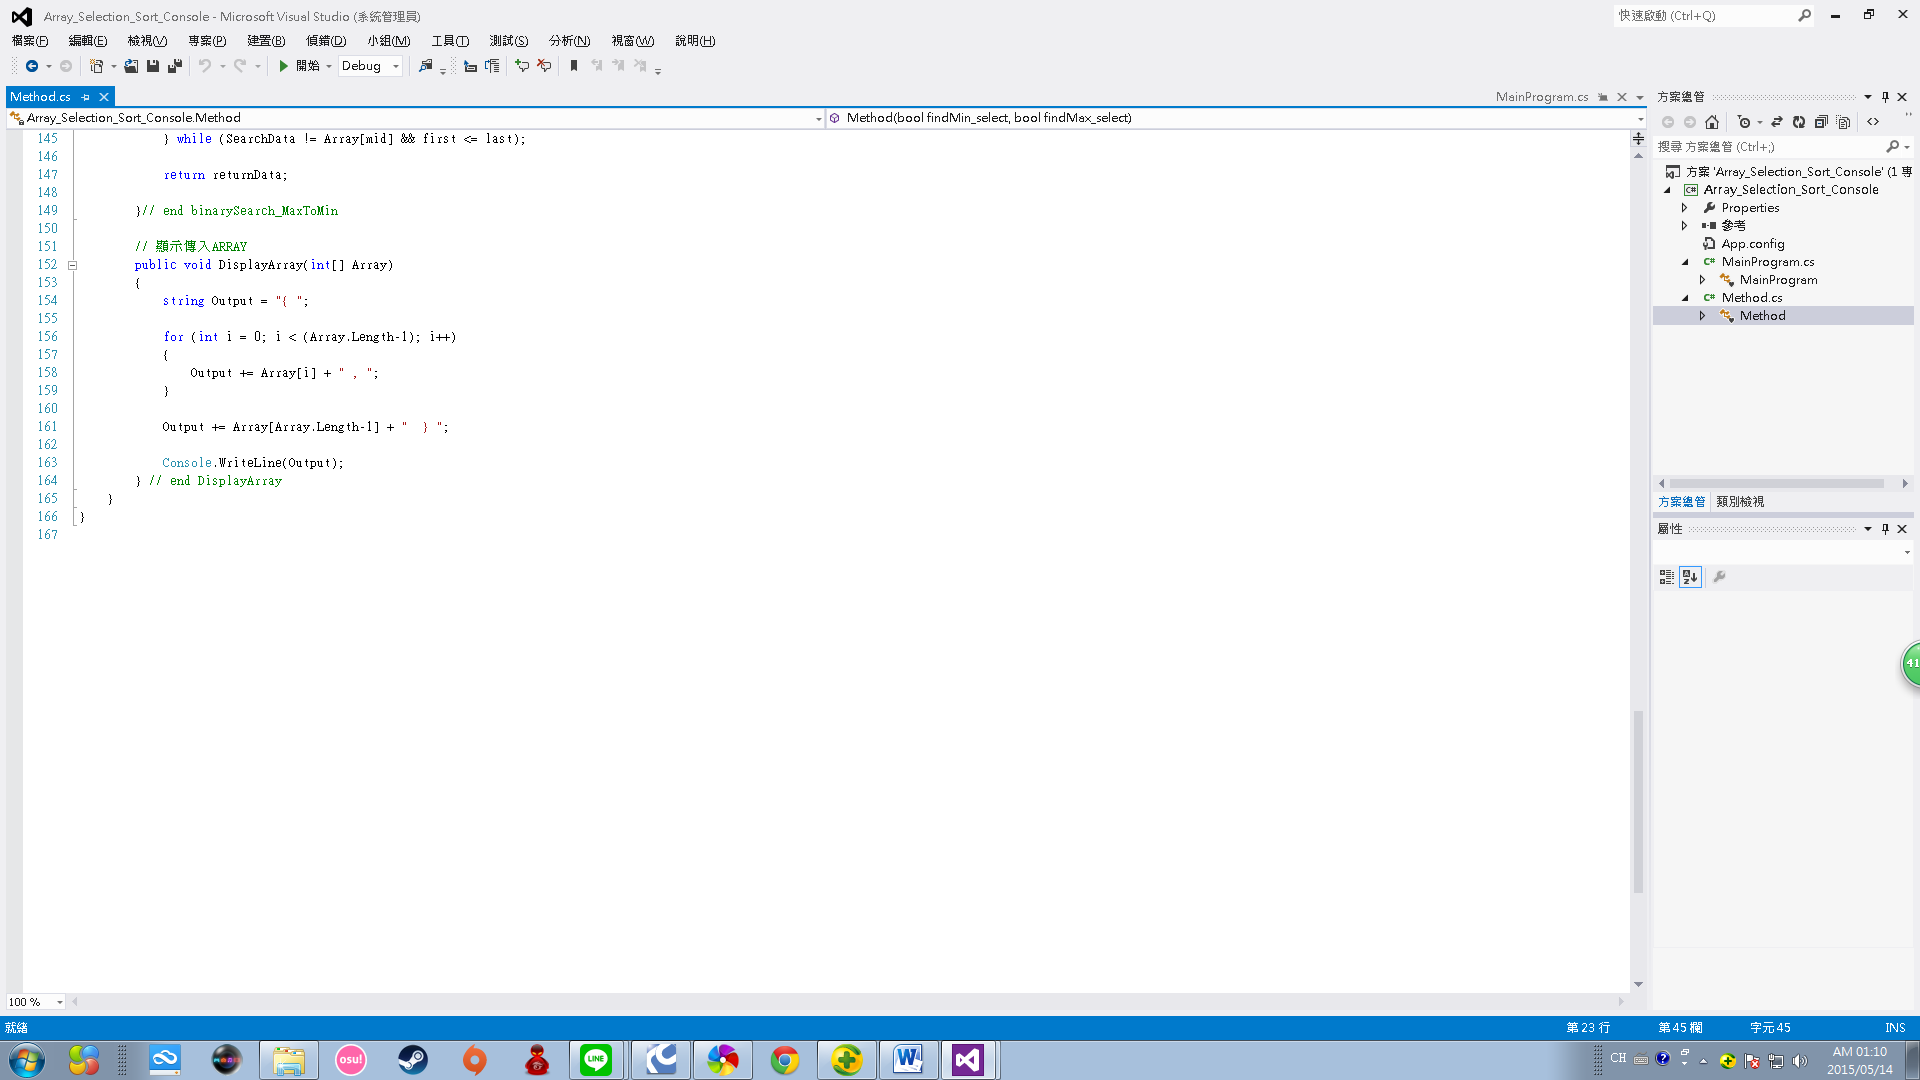 Array_Selection_Sort_Console - Microsoft Visual Studio (系統管理員)
快速啟動 (Ctrl+Q)
檔案(F) 編輯(E) 檢視(V) 專案(P) 建置(B) 偵錯(D) 小組(M) 工具(T) 測試(S) 分析(N) 視窗(W) 說明(H)
開始 Debug
Method.cs
MainProgram.cs
Array_Selection_Sort_Console.Method
Method(bool findMin_select, bool findMax_select)
145 } while (SearchData != Array[mid] && first <= last);
146
147 return returnData;
148
149 }// end binarySearch_MaxToMin
150
151 // 顯示傳入ARRAY
152 public void DisplayArray(int[] Array)
153 {
154 string Output = "{ ";
155
156 for (int i = 0; i < (Array.Length-1); i++)
157 {
158 Output += Array[i] + " , ";
159 }
160
161 Output += Array[Array.Length-1] + "  } ";
162
163 Console.WriteLine(Output);
164 } // end DisplayArray
165 }
166 }
167
100 %
方案總管
搜尋 方案總管 (Ctrl+;)
方案 'Array_Selection_Sort_Console' (1 專
Array_Selection_Sort_Console
Properties
參考
App.config
MainProgram.cs
MainProgram
Method.cs
Method
方案總管 類別檢視
屬性
41
就緒
第 23 行 第 45 欄 字元 45 INS
osu!
LINE
CH
AM 01:10
2015/05/14